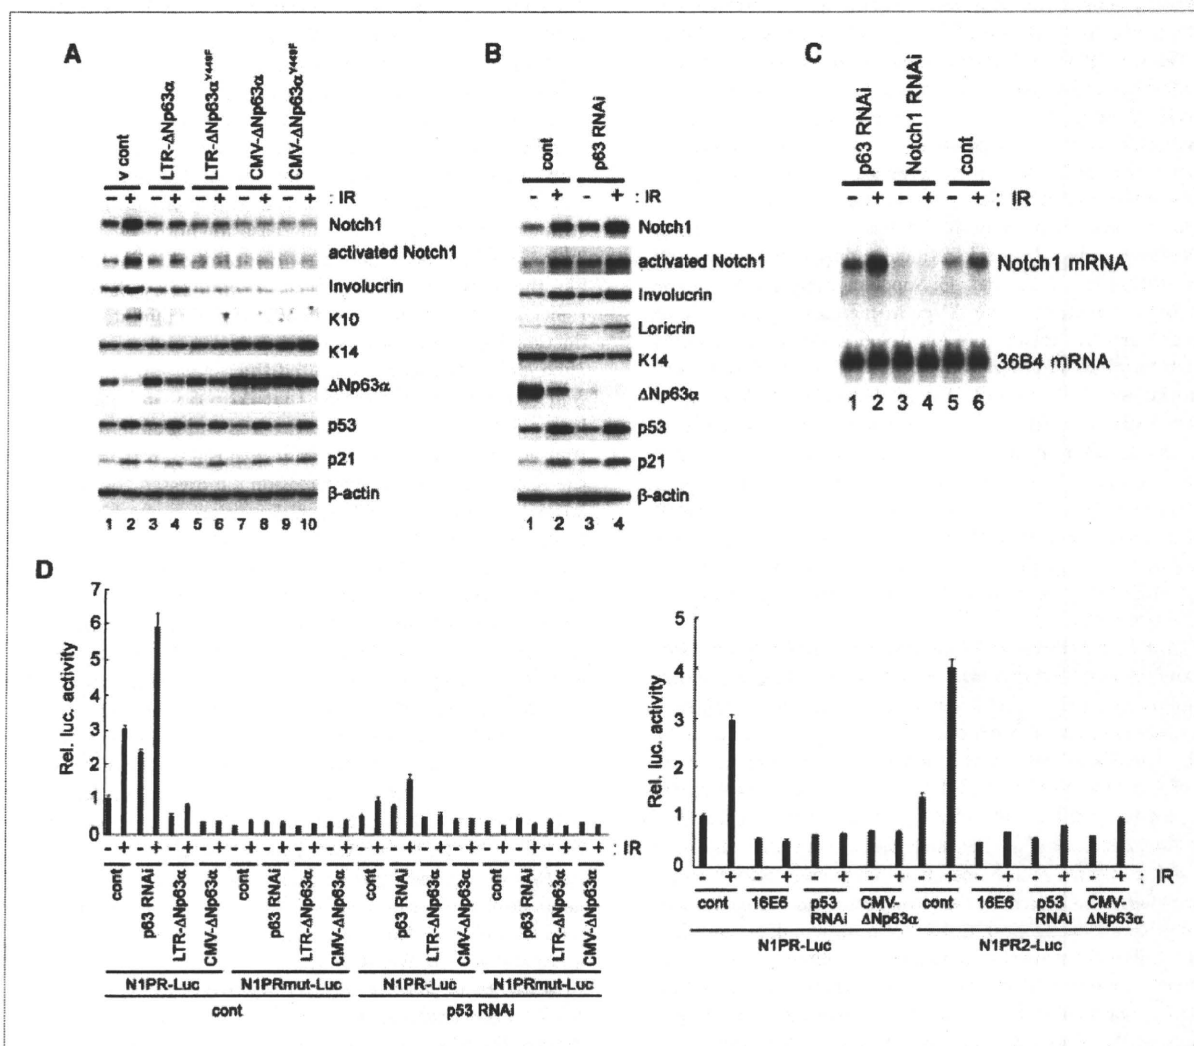 A
v cont
LTR-ΔNp63α
LTR-ΔNp63αY449F
CMV-ΔNp63α
CMV-ΔNp63αY449F
- + - + - + - + - + : IR
Notch1
activated Notch1
Involucrin
K10
K14
ΔNp63α
p53
p21
β-actin
1 2 3 4 5 6 7 8 9 10
B
cont
p63 RNAi
- + - + : IR
Notch1
activated Notch1
Involucrin
Loricrin
K14
ΔNp63α
p53
p21
β-actin
1 2 3 4
C
p63 RNAi
Notch1 RNAi
cont
- + - + - + : IR
Notch1 mRNA
36B4 mRNA
1 2 3 4 5 6
D
Rel. luc. activity
7
6
5
4
3
2
1
0
- + - + - + - + - + - + - + - + - + - + - + - + - + - + - + - + : IR
cont
p63 RNAi
LTR-ΔNp63α
CMV-ΔNp63α
cont
p63 RNAi
LTR-ΔNp63α
CMV-ΔNp63α
cont
p63 RNAi
LTR-ΔNp63α
CMV-ΔNp63α
cont
p63 RNAi
LTR-ΔNp63α
CMV-ΔNp63α
N1PR-Luc N1PRmut-Luc N1PR-Luc N1PRmut-Luc
cont p53 RNAi
Rel. luc. activity
5
4
3
2
1
0
- + - + - + - + - + - + - + - + : IR
cont 16E6 p53 RNAi CMV-ΔNp63α cont 16E6 p53 RNAi CMV-ΔNp63α
N1PR-Luc N1PR2-Luc